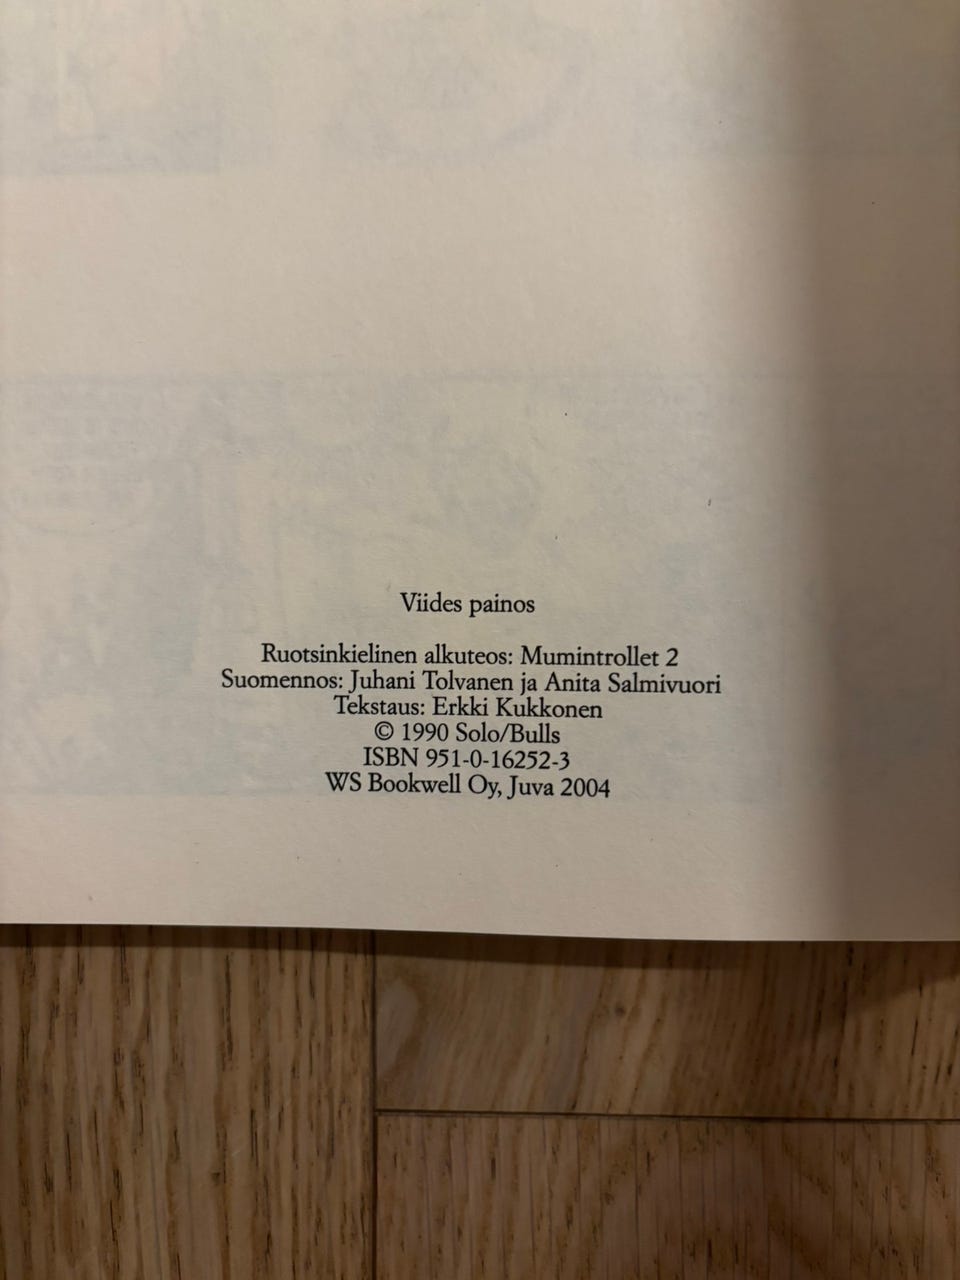 Viides painos
Ruotsinkielinen alkuteos: Mumintrollet 2
Suomennos: Juhani Tolvanen ja Anita Salmivuori
Tekstaus: Erkki Kukkonen
© 1990 Solo/Bulls
ISBN 951-0-16252-3
WS Bookwell Oy, Juva 2004